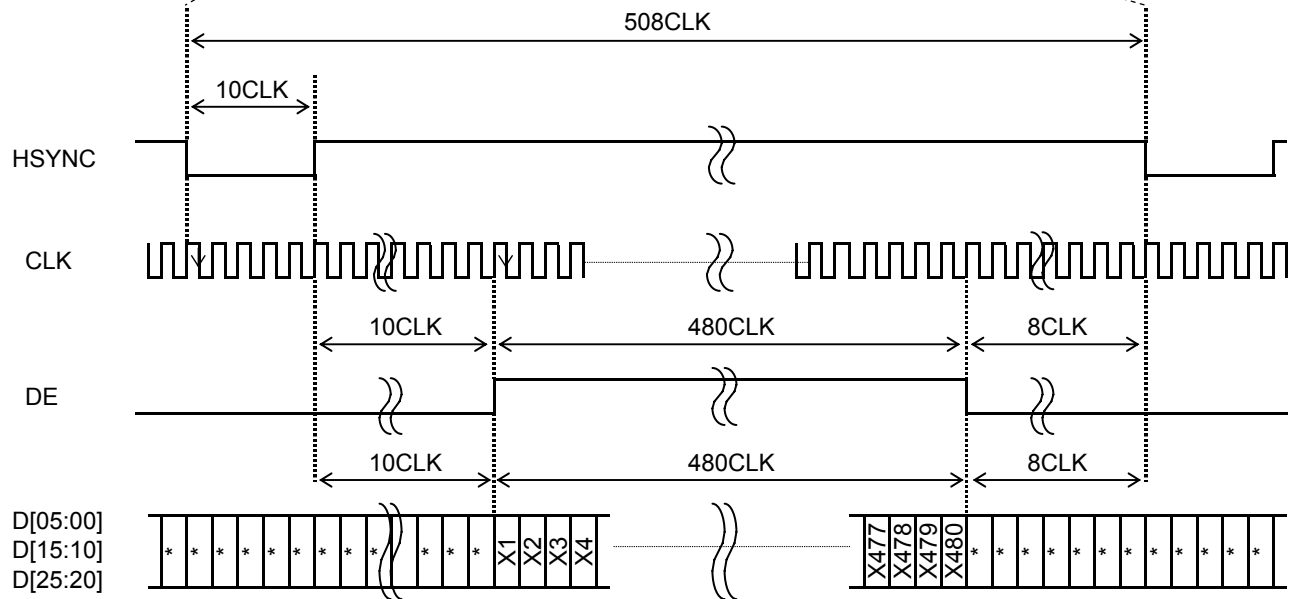 508CLK
10CLK
HSYNC
CLK
10CLK 480CLK 8CLK
DE
10CLK 480CLK 8CLK
D[05:00]
D[15:10]
D[25:20]
* * * * * * * * * * * * X1 X2 X3 X4 X477 X478 X479 X480 * * * * * * * * * * * *